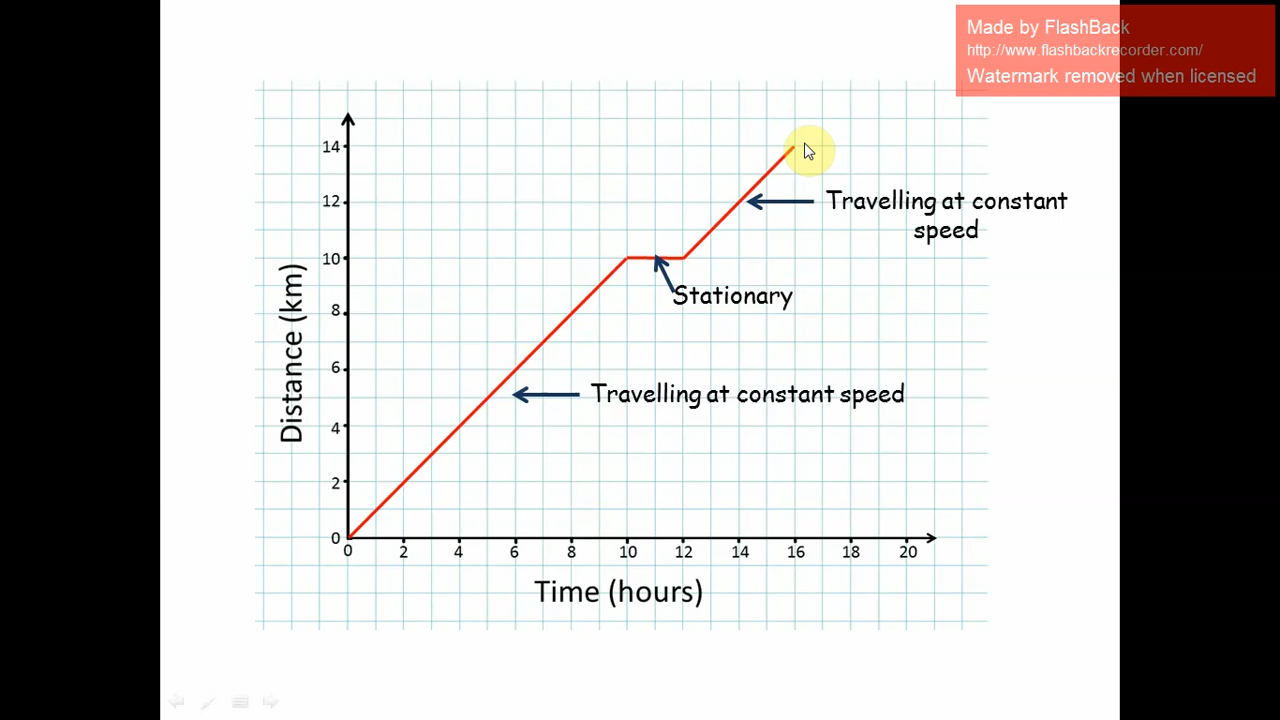 Made by FlashBack
http://www.flashbackrecorder.com/
Watermark removed when licensed
14
12
10
8
6
4
2
0
Distance (km)
Travelling at constant
speed
Stationary
Travelling at constant speed
0 2 4 6 8 10 12 14 16 18 20
Time (hours)